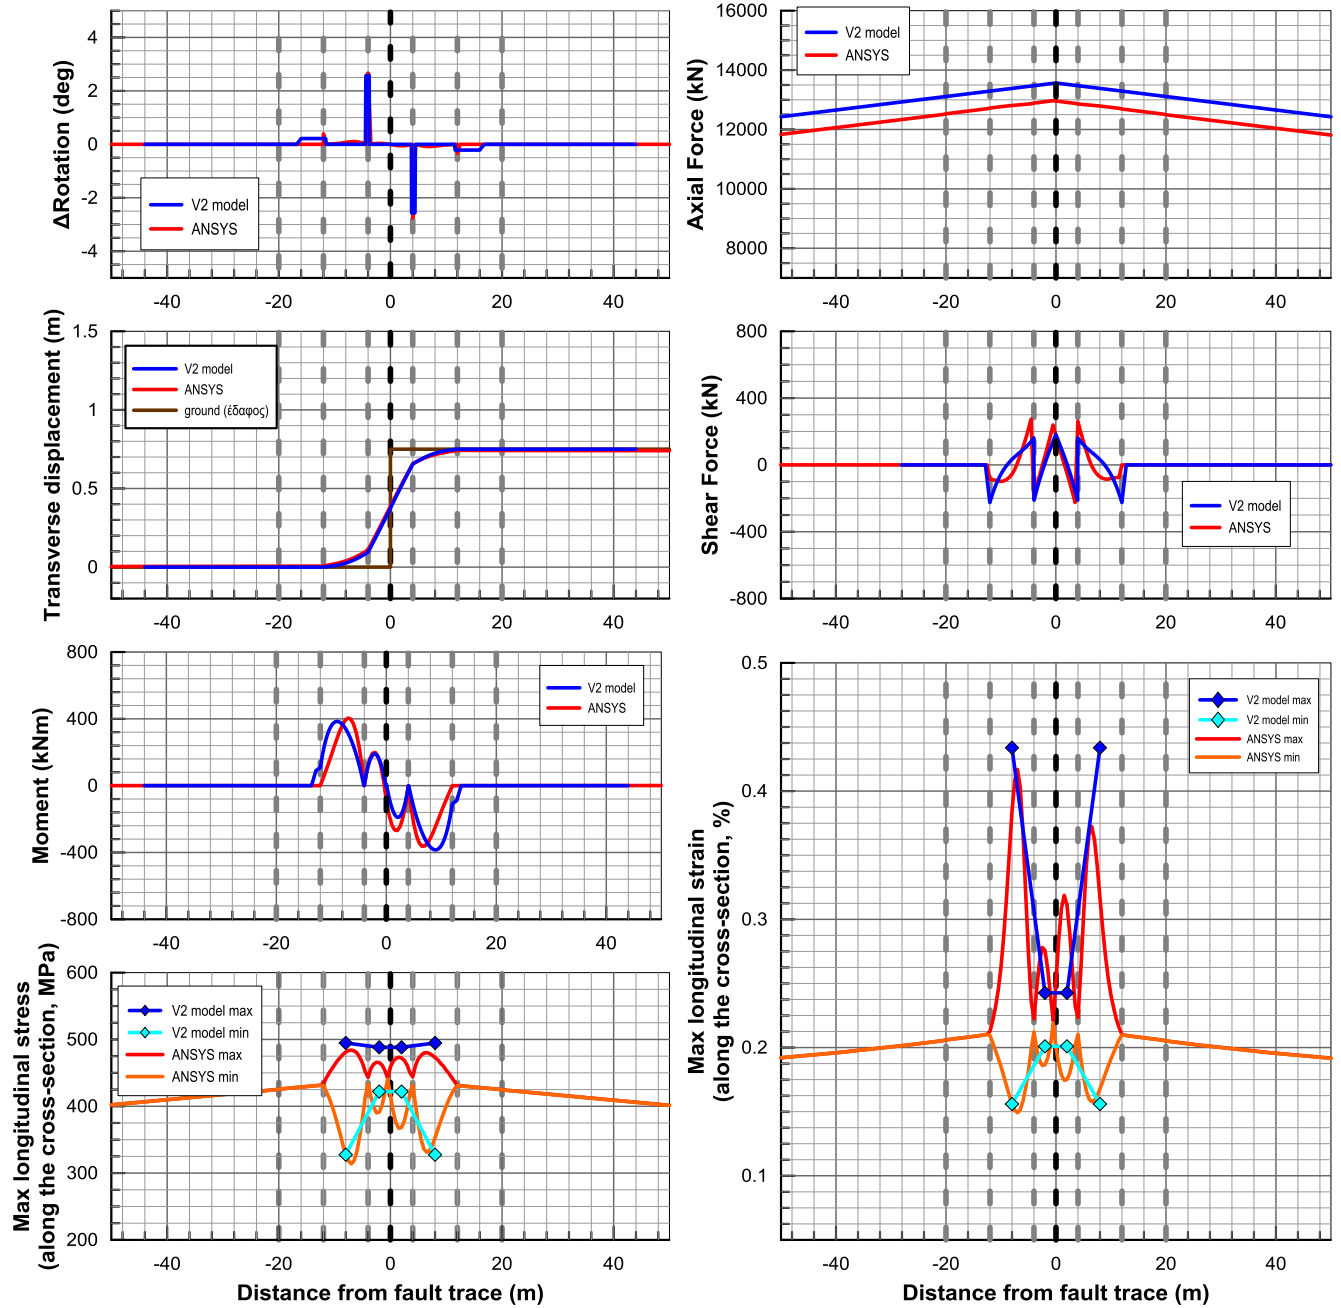 ΔRotation (deg)
4
2
0
-2
-4
V2 model
ANSYS
-40
-20
0
20
40
Axial Force (kN)
16000
14000
12000
10000
8000
V2 model
ANSYS
-40
-20
0
20
40
Transverse displacement (m)
1.5
1
0.5
0
V2 model
ANSYS
ground (έδαφος)
-40
-20
0
20
40
Shear Force (kN)
800
400
0
-400
-800
V2 model
ANSYS
-40
-20
0
20
40
Moment (kNm)
800
400
0
-400
-800
V2 model
ANSYS
-40
-20
0
20
40
Max longitudinal stress
(along the cross-section, MPa)
600
500
400
300
200
V2 model max
V2 model min
ANSYS max
ANSYS min
-40
-20
0
20
40
Distance from fault trace (m)
Max longitudinal strain
(along the cross-section, %)
0.5
0.4
0.3
0.2
0.1
V2 model max
V2 model min
ANSYS max
ANSYS min
-40
-20
0
20
40
Distance from fault trace (m)